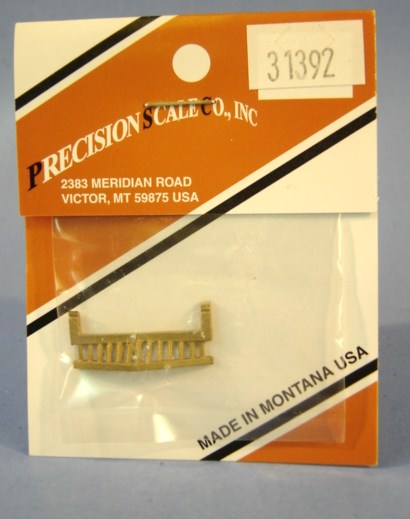 31392
PRECISION SCALE CO., INC
2383 MERIDIAN ROAD
VICTOR, MT 59875 USA
MADE IN MONTANA USA